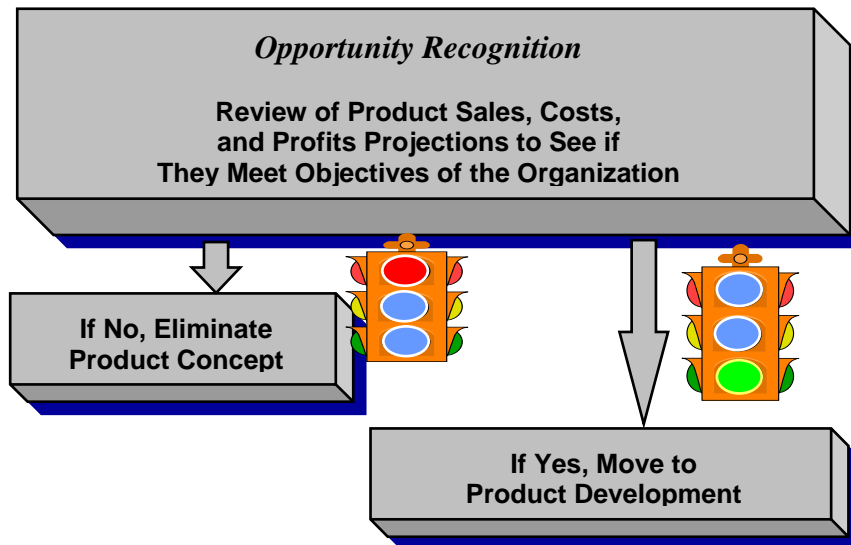 Opportunity Recognition
Review of Product Sales, Costs,
and Profits Projections to See if
They Meet Objectives of the Organization
If No, Eliminate
Product Concept
If Yes, Move to
Product Development